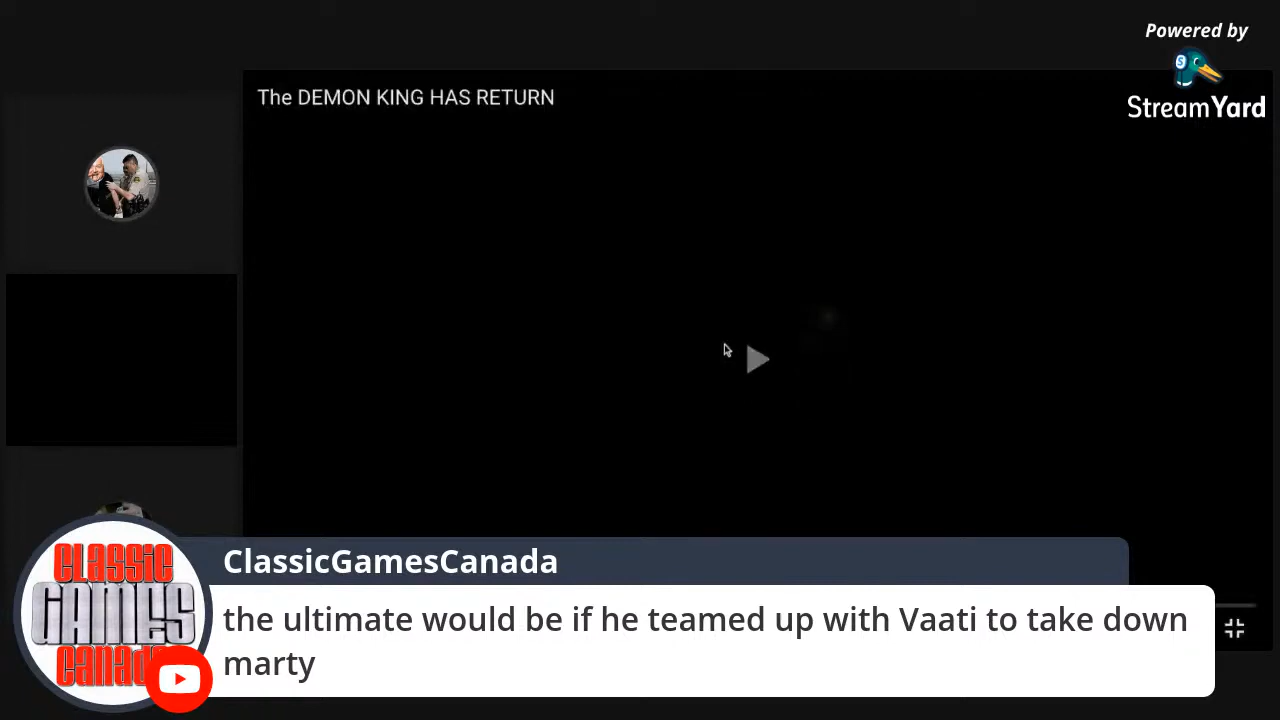 Powered by
StreamYard
The DEMON KING HAS RETURN
ClassicGamesCanada
the ultimate would be if he teamed up with Vaati to take down
marty
CLASSIC
GAMES